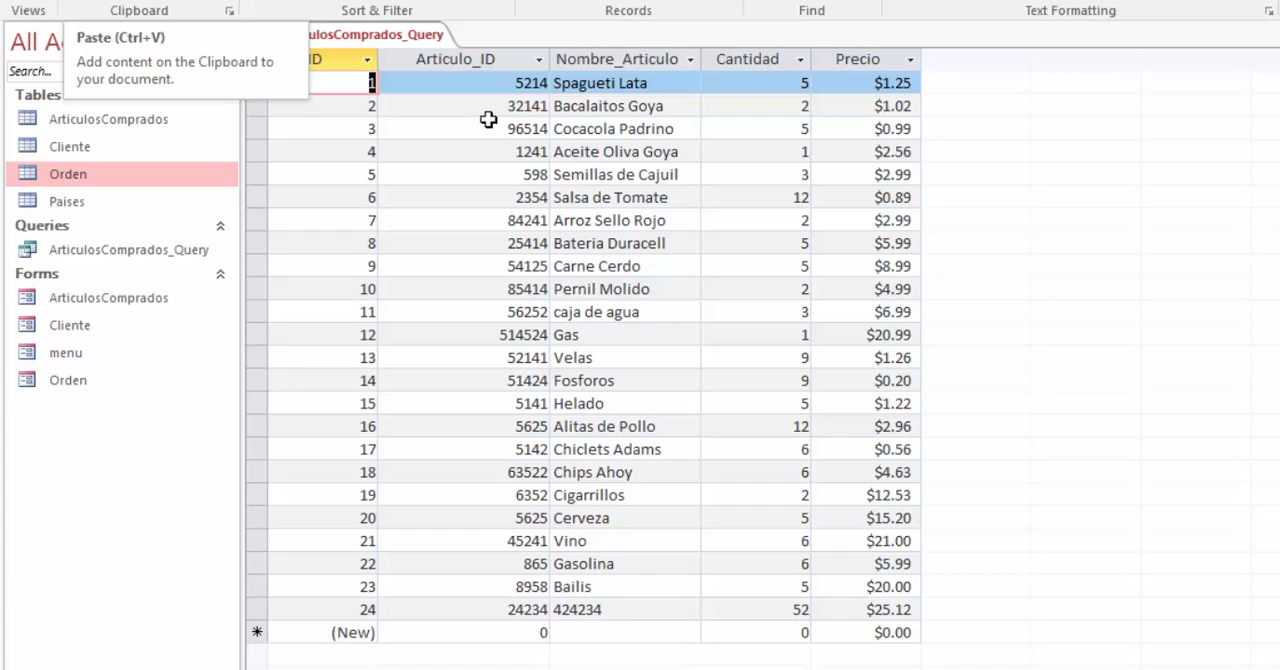 Views Clipboard Sort & Filter Records Find Text Formatting
Paste (Ctrl+V)
Add content on the Clipboard to
your document.
All A
Search...
Tables
ArticulosComprados
Cliente
Orden
Paises
Queries
ArticulosComprados_Query
Forms
ArticulosComprados
Cliente
menu
Orden
ulosComprados_Query
ID Articulo_ID Nombre_Articulo Cantidad Precio
1 5214 Spagueti Lata 5 $1.25
2 32141 Bacalaitos Goya 2 $1.02
3 96514 Cocacola Padrino 5 $0.99
4 1241 Aceite Oliva Goya 1 $2.56
5 598 Semillas de Cajuil 3 $2.99
6 2354 Salsa de Tomate 12 $0.89
7 84241 Arroz Sello Rojo 2 $2.99
8 25414 Bateria Duracell 5 $5.99
9 54125 Carne Cerdo 5 $8.99
10 85414 Pernil Molido 2 $4.99
11 56252 caja de agua 3 $6.99
12 514524 Gas 1 $20.99
13 52141 Velas 9 $1.26
14 51424 Fosforos 9 $0.20
15 5141 Helado 5 $1.22
16 5625 Alitas de Pollo 12 $2.96
17 5142 Chiclets Adams 6 $0.56
18 63522 Chips Ahoy 6 $4.63
19 6352 Cigarrillos 2 $12.53
20 5625 Cerveza 5 $15.20
21 45241 Vino 6 $21.00
22 865 Gasolina 6 $5.99
23 8958 Bailis 5 $20.00
24 24234 424234 52 $25.12
(New) 0 0 $0.00